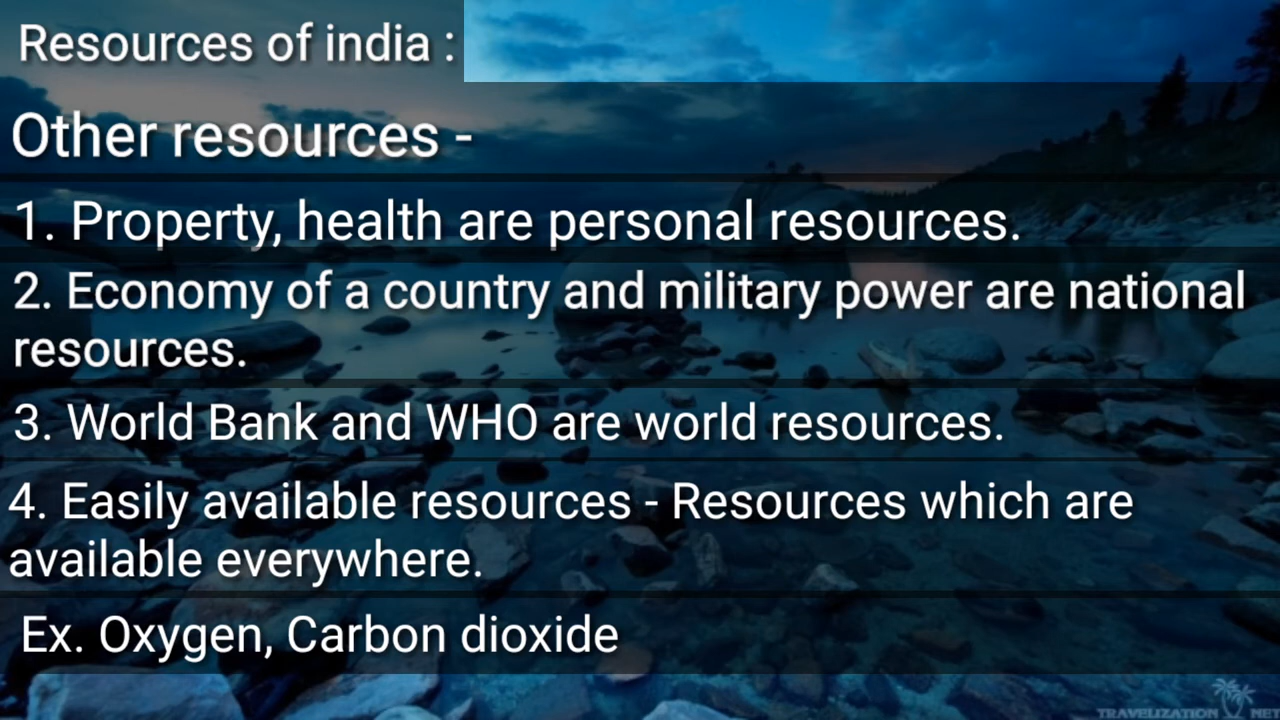 Resources of india :
Other resources -
1. Property, health are personal resources.
2. Economy of a country and military power are national
resources.
3. World Bank and WHO are world resources.
4. Easily available resources - Resources which are
available everywhere.
Ex. Oxygen, Carbon dioxide
TRAVELIZATION NET